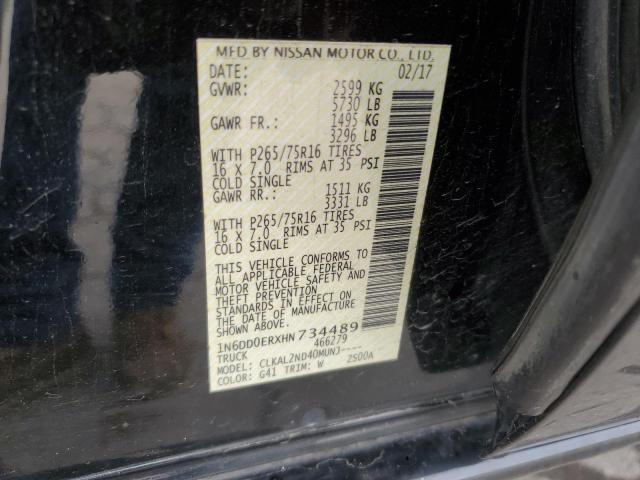 MFD BY NISSAN MOTOR CO., LTD.
DATE: 02/17
GVWR: 2599 KG
5730 LB
GAWR FR.: 1495 KG
3296 LB
WITH P265/75R16 TIRES
16 X 7.0 RIMS AT 35 PSI
COLD SINGLE
GAWR RR.: 1511 KG
3331 LB
WITH P265/75R16 TIRES
16 X 7.0 RIMS AT 35 PSI
COLD SINGLE
THIS VEHICLE CONFORMS TO
ALL APPLICABLE FEDERAL
MOTOR VEHICLE SAFETY AND
THEFT PREVENTION
STANDARDS IN EFFECT ON
THE DATE OF MANUFACTURE
SHOWN ABOVE.
1N6DD0ERXHN734489
TRUCK 466279
CLKAL2ND40MUNJ----
COLOR: G41 TRIM: W 2S00A